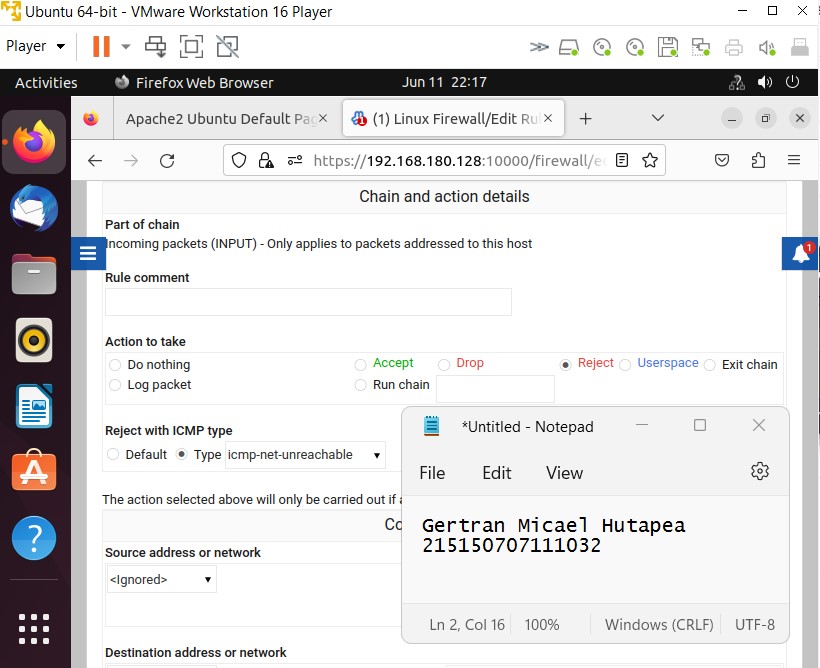 Ubuntu 64-bit - VMware Workstation 16 Player
Player
Activities
Firefox Web Browser
Jun 11 22:17
Apache2 Ubuntu Default Pa
(1) Linux Firewall/Edit Ru
https://192.168.180.128:10000/firewall/e
Chain and action details
Part of chain
Incoming packets (INPUT) - Only applies to packets addressed to this host
1
Rule comment
Action to take
Do nothing Accept Drop Reject Userspace Exit chain
Log packet Run chain
Reject with ICMP type
Default Type icmp-net-unreachable
The action selected above will only be carried out if
Co
Source address or network
<Ignored>
Destination address or network
*Untitled - Notepad
File Edit View
Gertran Micael Hutapea
215150707111032
Ln 2, Col 16 100% Windows (CRLF) UTF-8